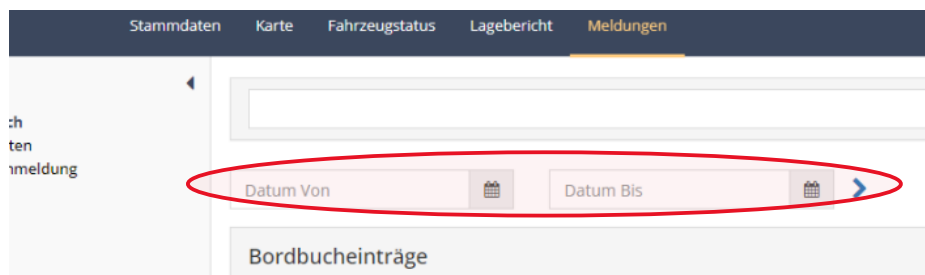 Stammdaten Karte Fahrzeugstatus Lagebericht Meldungen
ch
ten
nmeldung
Datum Von Datum Bis
Bordbucheinträge